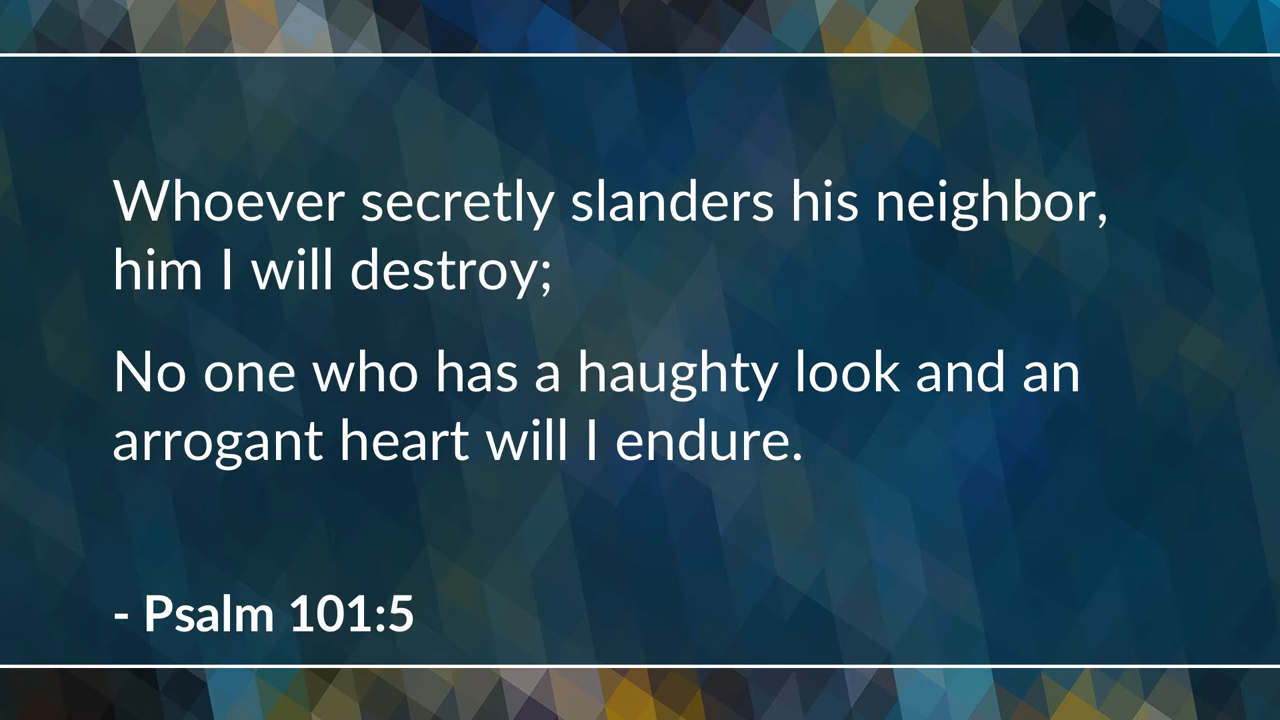 Whoever secretly slanders his neighbor,
him I will destroy;
No one who has a haughty look and an
arrogant heart will I endure.
- Psalm 101:5